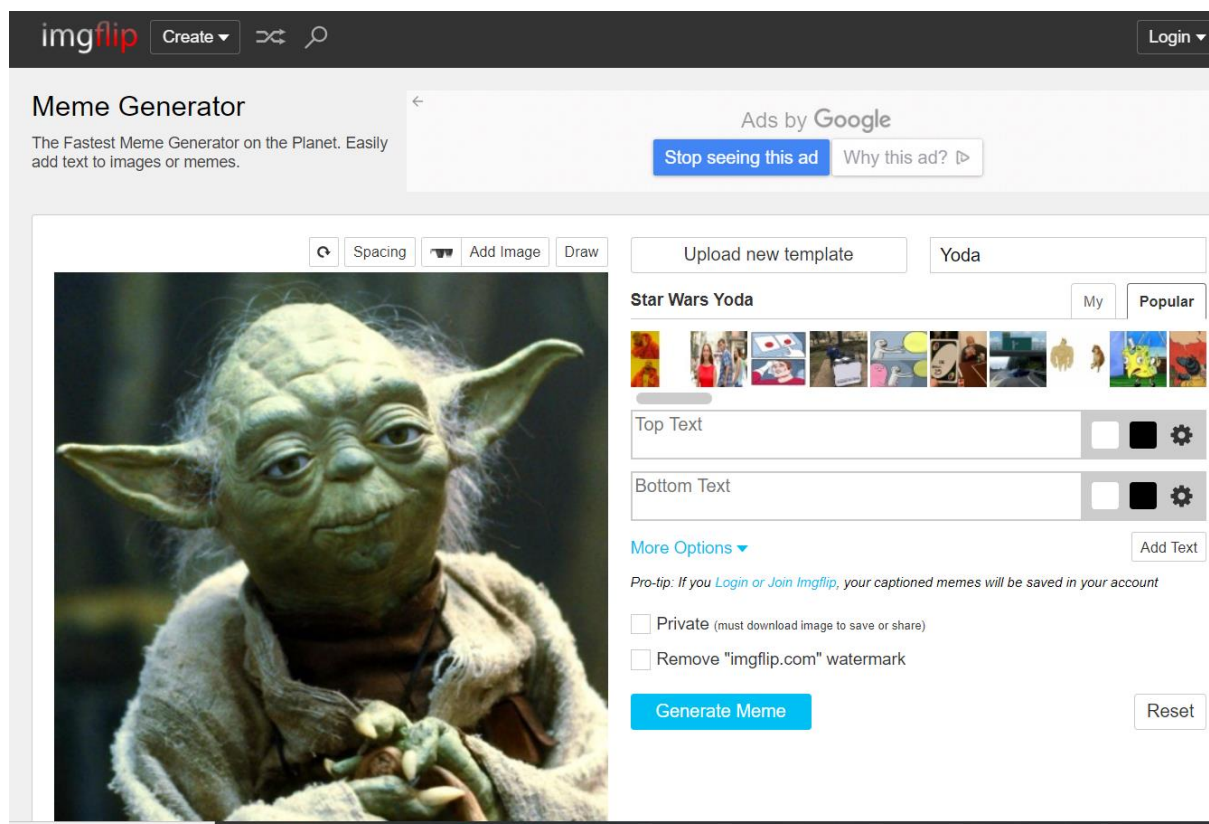 imgflip Create Login
Meme Generator
The Fastest Meme Generator on the Planet. Easily
add text to images or memes.
Ads by Google
Stop seeing this ad Why this ad?
Spacing Add Image Draw
Upload new template Yoda
Star Wars Yoda My Popular
Top Text
Bottom Text
More Options Add Text
Pro-tip: If you Login or Join Imgflip, your captioned memes will be saved in your account
Private (must download image to save or share)
Remove "imgflip.com" watermark
Generate Meme Reset